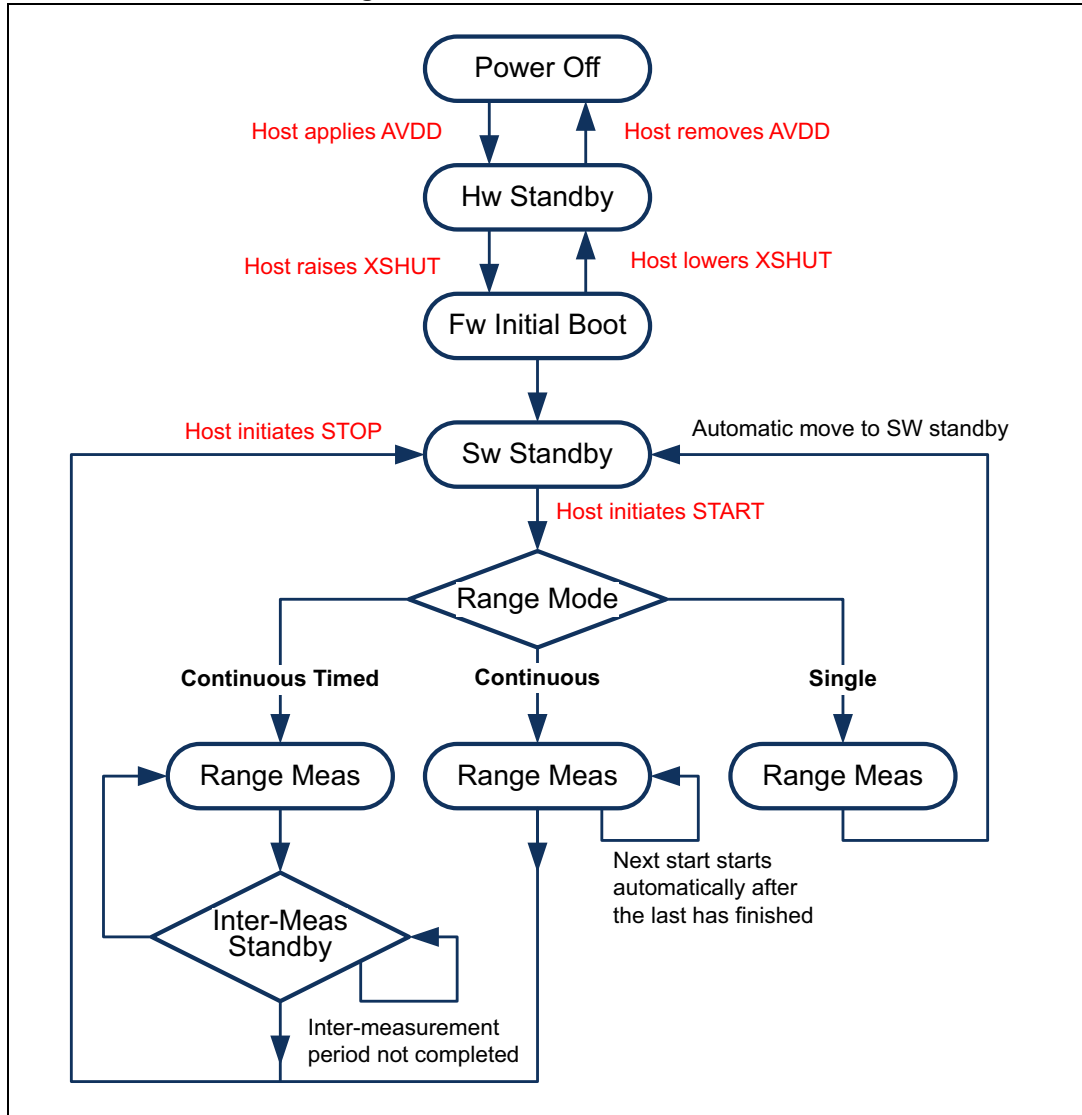 Power Off
Host applies AVDD
Host removes AVDD
Hw Standby
Host raises XSHUT
Host lowers XSHUT
Fw Initial Boot
Host initiates STOP
Automatic move to SW standby
Sw Standby
Host initiates START
Range Mode
Continuous Timed
Continuous
Single
Range Meas
Range Meas
Range Meas
Next start starts
automatically after
the last has finished
Inter-Meas
Standby
Inter-measurement
period not completed